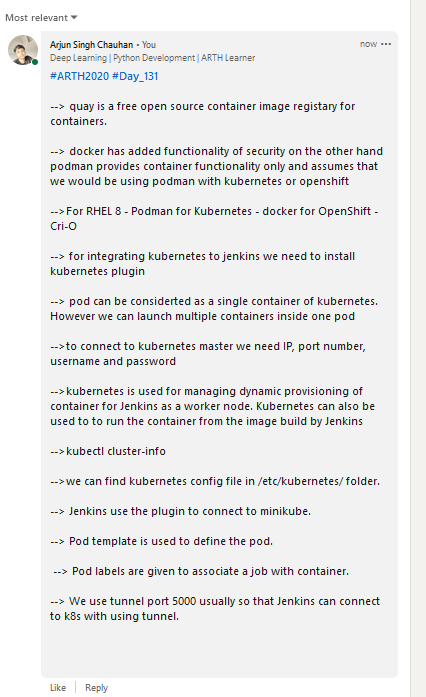 Most relevant
Arjun Singh Chauhan • You
now
Deep Learning | Python Development | ARTH Learner
#ARTH2020 #Day_131
--> quay is a free open source container image registary for
containers.
--> docker has added functionality of security on the other hand
podman provides container functionality only and assumes that
we would be using podman with kubernetes or openshift
-->For RHEL 8 - Podman for Kubernetes - docker for OpenShift -
Cri-O
--> for integrating kubernetes to jenkins we need to install
kubernetes plugin
--> pod can be considerted as a single container of kubernetes.
However we can launch multiple containers inside one pod
-->to connect to kubernetes master we need IP, port number,
username and password
-->kubernetes is used for managing dynamic provisioning of
container for Jenkins as a worker node. Kubernetes can also be
used to to run the container from the image build by Jenkins
-->kubectl cluster-info
-->we can find kubernetes config file in /etc/kubernetes/ folder.
--> Jenkins use the plugin to connect to minikube.
--> Pod template is used to define the pod.
--> Pod labels are given to associate a job with container.
--> We use tunnel port 5000 usually so that Jenkins can connect
to k8s with using tunnel.
Like
Reply